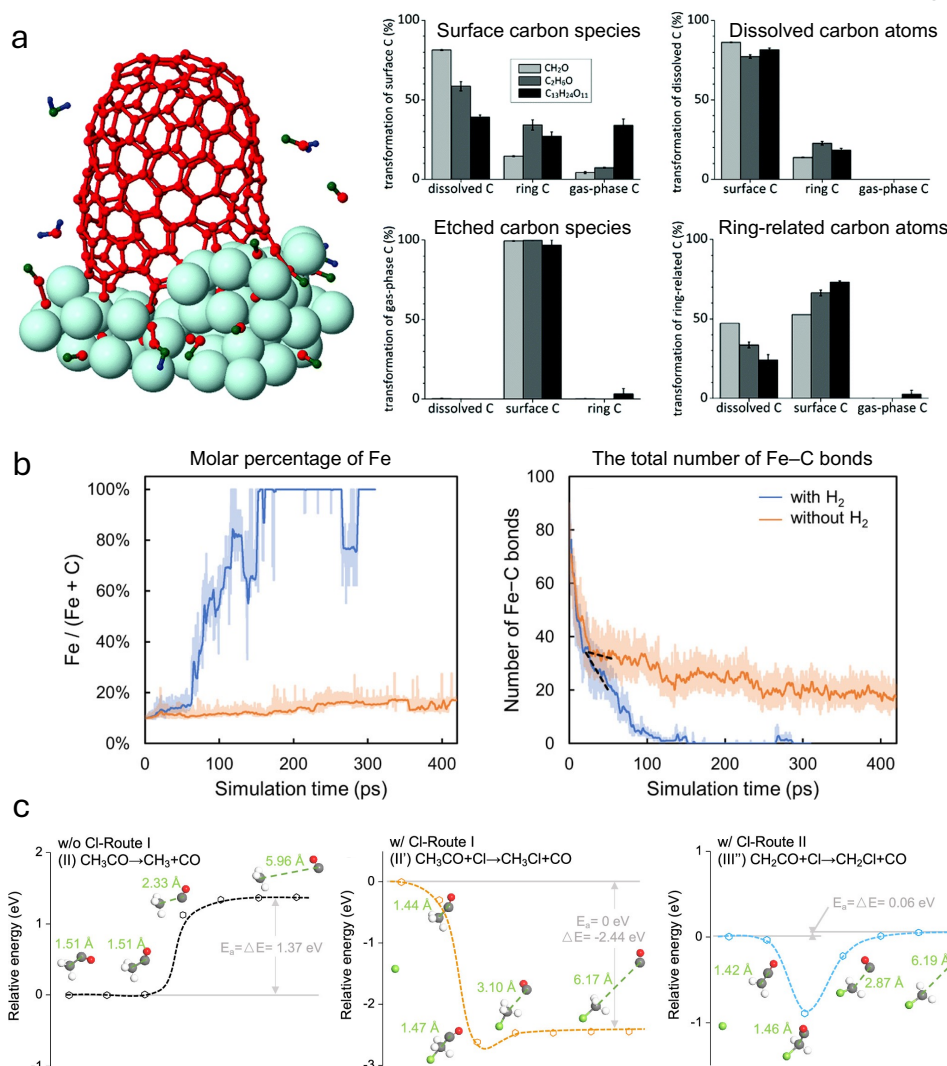 a
Surface carbon species
transformation of surface C (%)
100
50
0
CH2O
C2H6O
C13H24O11
dissolved C ring C gas-phase C
Dissolved carbon atoms
transformation of dissolved C (%)
100
50
0
surface C ring C gas-phase C
Etched carbon species
transformation of gas-phase C (%)
100
50
0
dissolved C surface C ring C
Ring-related carbon atoms
transformation of ring-related C (%)
100
50
0
dissolved C surface C gas-phase C
b
Molar percentage of Fe
Fe / (Fe + C)
100%
80%
60%
40%
20%
0%
0 100 200 300 400
Simulation time (ps)
The total number of Fe–C bonds
Number of Fe–C bonds
100
80
60
40
20
0
with H2
without H2
0 100 200 300 400
Simulation time (ps)
c
w/o Cl-Route I
(II) CH3CO→CH3+CO
Relative energy (eV)
2
1
0
-1
1.51 Å
1.51 Å
2.33 Å
5.96 Å
Ea=△E= 1.37 eV
w/ Cl-Route I
(II') CH3CO+Cl→CH3Cl+CO
Relative energy (eV)
0
-1
-2
-3
1.44 Å
1.47 Å
3.10 Å
6.17 Å
Ea= 0 eV
△E= -2.44 eV
w/ Cl-Route II
(III'') CH2CO+Cl→CH2Cl+CO
Relative energy (eV)
1
0
-1
1.42 Å
1.46 Å
2.87 Å
6.19 Å
Ea=△E= 0.06 eV